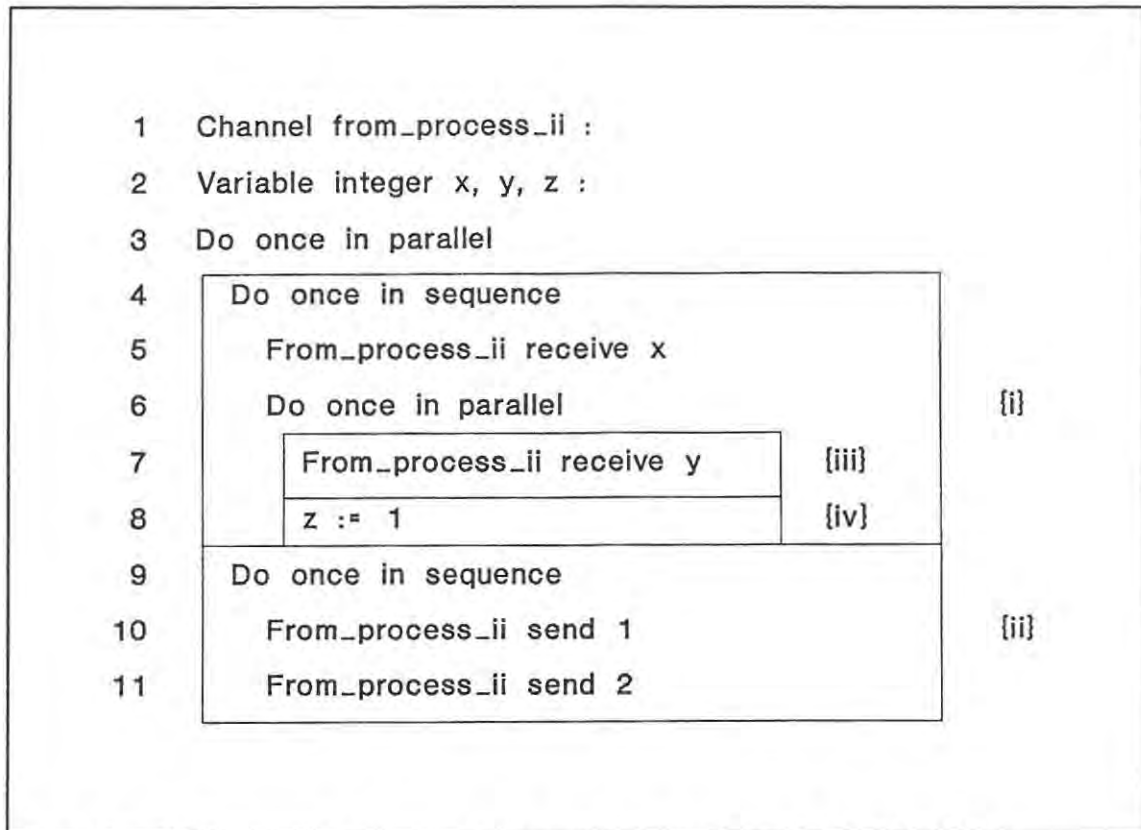 1 Channel from_process_ii :
2 Variable integer x, y, z :
3 Do once in parallel
4 Do once in sequence
5 From_process_ii receive x
6 Do once in parallel {i}
7 From_process_ii receive y {iii}
8 z := 1 {iv}
9 Do once in sequence
10 From_process_ii send 1 {ii}
11 From_process_ii send 2